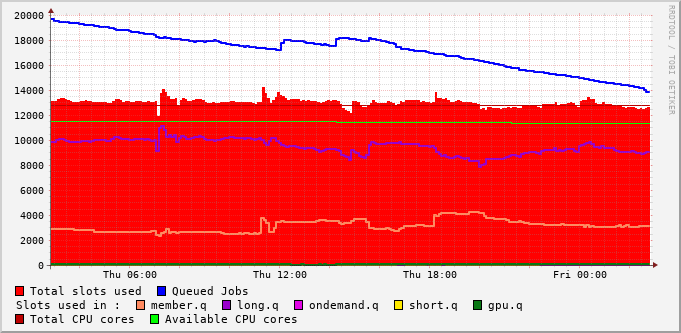 20000
18000
16000
14000
12000
10000
8000
6000
4000
2000
0
Thu 06:00 Thu 12:00 Thu 18:00 Fri 00:00
RRDTOOL / TOBI OETIKER
Total slots used Queued Jobs
Slots used in : member.q long.q ondemand.q short.q gpu.q
Total CPU cores Available CPU cores